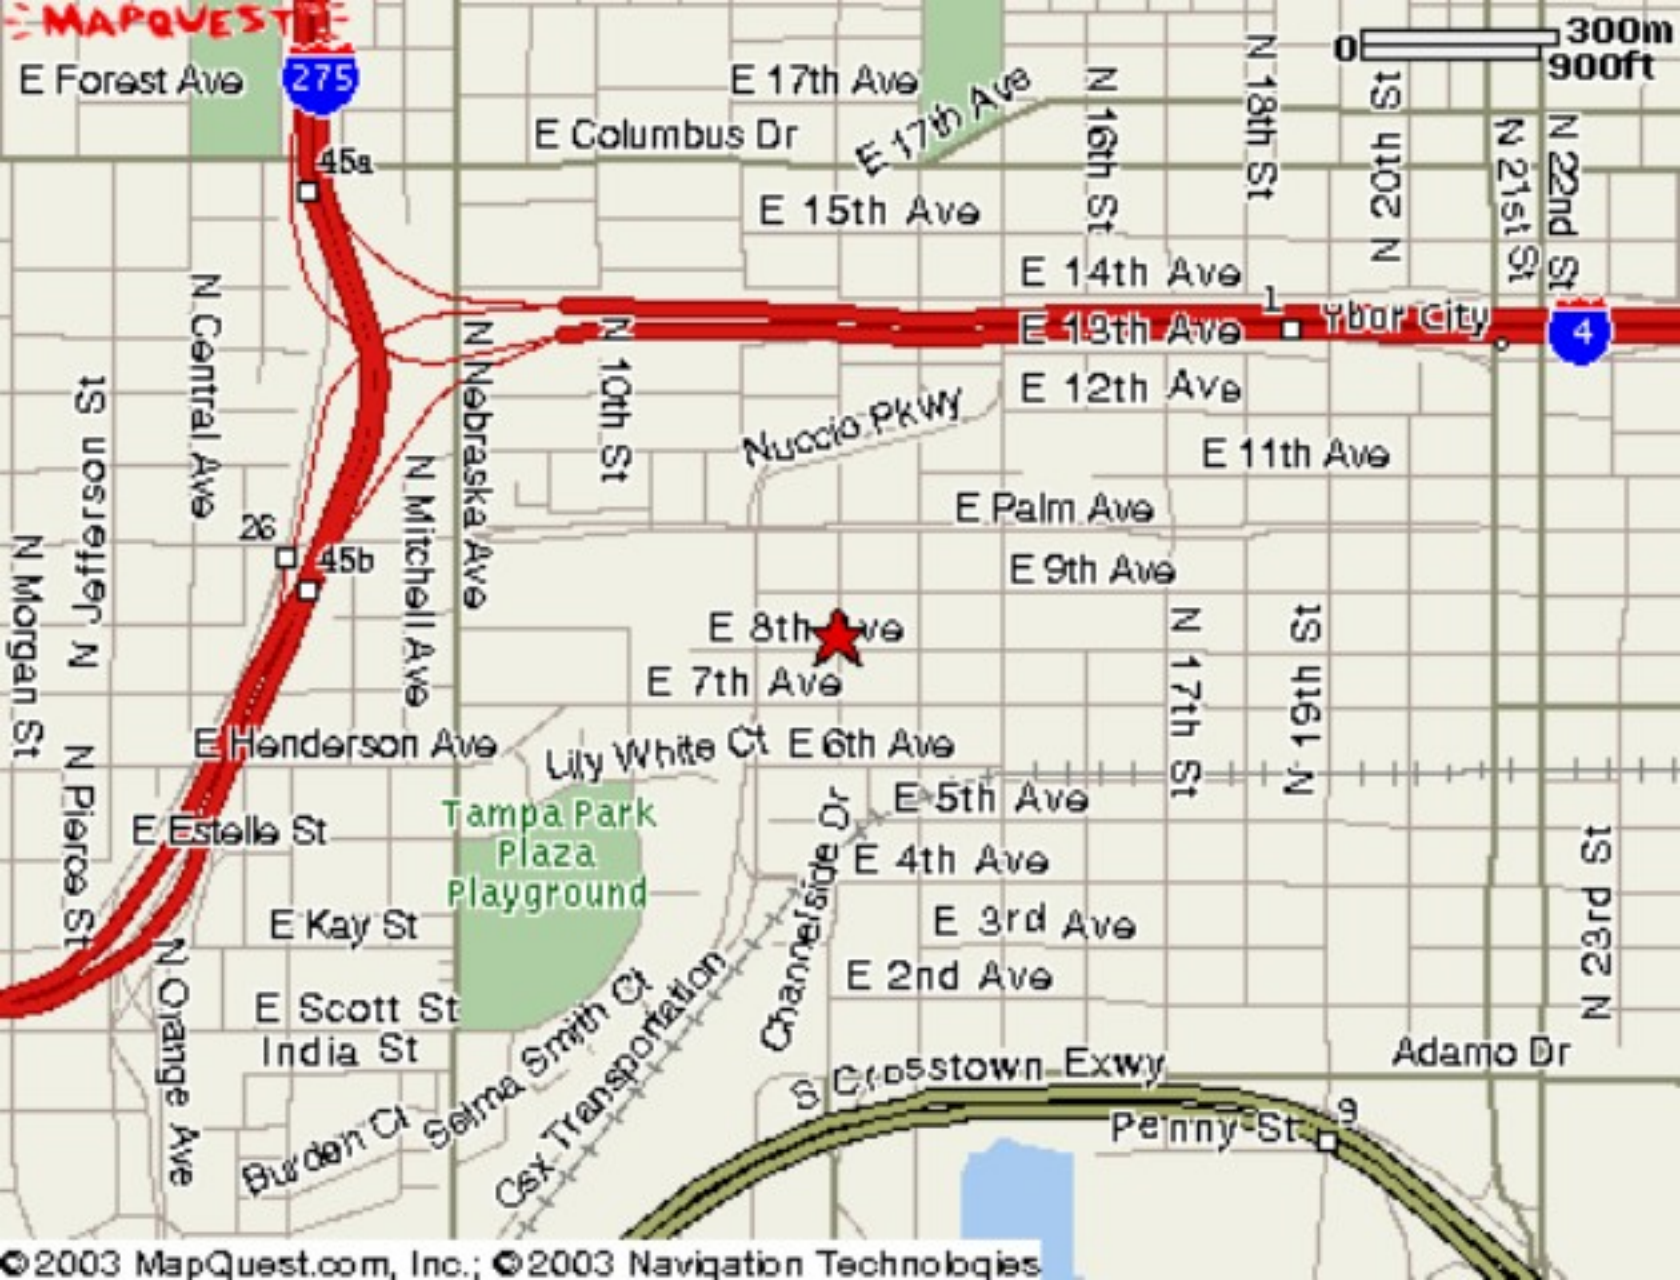 MAPQUEST
0 300m
900ft
275
E Forest Ave
E 17th Ave
E 17th Ave
N 16th St
N 18th St
N 20th St
N 21st St
N 22nd St
E Columbus Dr
45a
E 15th Ave
E 14th Ave
1
Ybor City
4
E 13th Ave
N Central Ave
N Nebraska Ave
N 10th St
E 12th Ave
Nuccio Pkwy
N Jefferson St
N Mitchell Ave
E 11th Ave
E Palm Ave
26
45b
N Morgan St
E 9th Ave
E 8th Ave
N 17th St
N 19th St
E 7th Ave
E Henderson Ave
Lily White Ct
E 6th Ave
N Pierce St
E 5th Ave
Tampa Park
Plaza
Playground
E Estelle St
Channelside Dr
E 4th Ave
N 23rd St
E Kay St
E 3rd Ave
N Orange Ave
E 2nd Ave
E Scott St
India St
Selma Smith Ct
Csx Transportation
Adamo Dr
S Crosstown Exwy
Penny St
9
Burden Ct
©2003 MapQuest.com, Inc.; ©2003 Navigation Technologies